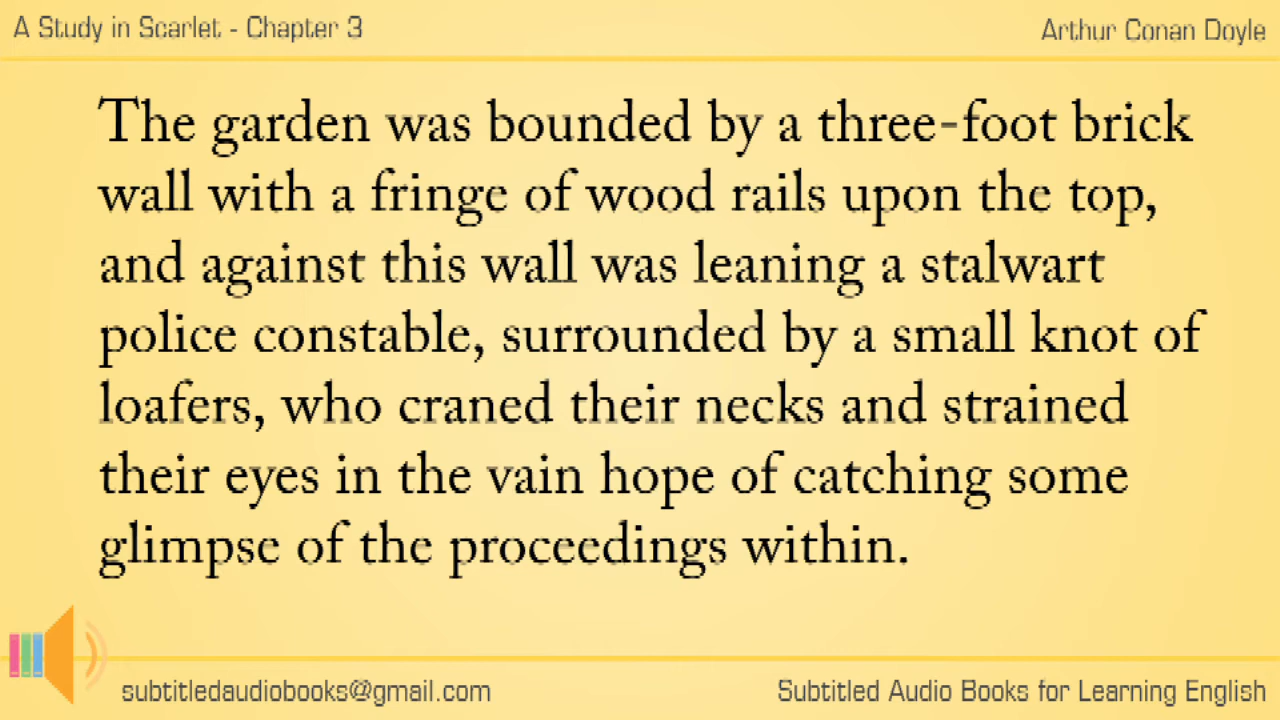 A Study in Scarlet - Chapter 3
Arthur Conan Doyle
The garden was bounded by a three-foot brick
wall with a fringe of wood rails upon the top,
and against this wall was leaning a stalwart
police constable, surrounded by a small knot of
loafers, who craned their necks and strained
their eyes in the vain hope of catching some
glimpse of the proceedings within.
subtitledaudiobooks@gmail.com
Subtitled Audio Books for Learning English